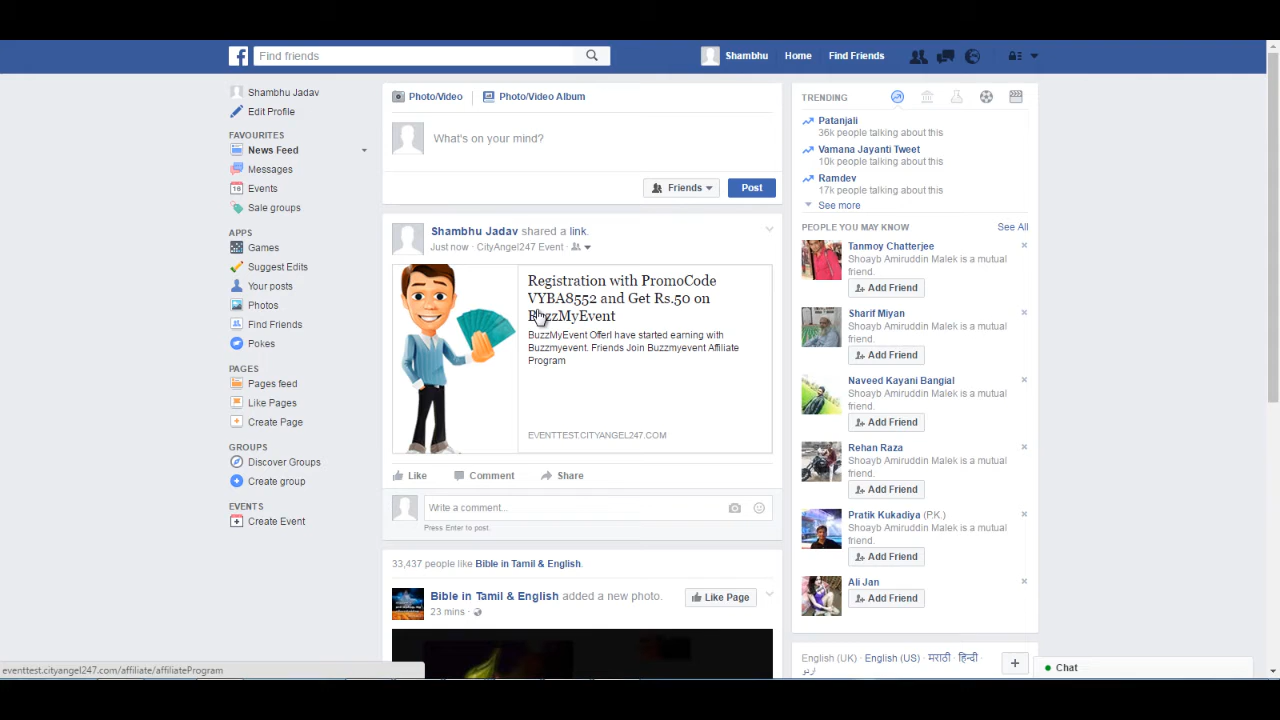 Find friends
Shambhu
Home
Find Friends
Shambhu Jadav
Edit Profile
FAVOURITES
News Feed
Messages
18
Events
Sale groups
APPS
Games
Suggest Edits
Your posts
Photos
Find Friends
Pokes
PAGES
Pages feed
Like Pages
Create Page
GROUPS
Discover Groups
Create group
EVENTS
Create Event
Photo/Video
Photo/Video Album
What's on your mind?
Friends
Post
Shambhu Jadav shared a link.
Just now · CityAngel247 Event ·
Registration with PromoCode
VYBA8552 and Get Rs.50 on
BuzzMyEvent
BuzzMyEvent Offer! have started earning with
Buzzmyevent. Friends Join Buzzmyevent Affiliate
Program
EVENTTEST.CITYANGEL247.COM
Like
Comment
Share
Write a comment...
Press Enter to post.
33,437 people like Bible in Tamil & English.
Bible in Tamil & English added a new photo.
23 mins ·
Like Page
TRENDING
Patanjali
36k people talking about this
Vamana Jayanti Tweet
10k people talking about this
Ramdev
17k people talking about this
See more
PEOPLE YOU MAY KNOW
See All
Tanmoy Chatterjee
Shoayb Amiruddin Malek is a mutual
friend.
Add Friend
Sharif Miyan
Shoayb Amiruddin Malek is a mutual
friend.
Add Friend
Naveed Kayani Bangial
Shoayb Amiruddin Malek is a mutual
friend.
Add Friend
Rehan Raza
Shoayb Amiruddin Malek is a mutual
friend.
Add Friend
Pratik Kukadiya (P.K.)
Shoayb Amiruddin Malek is a mutual
friend.
Add Friend
Ali Jan
Add Friend
English (UK) · English (US) · मराठी · हिन्दी ·
اردو
Chat
eventtest.cityangel247.com/affiliate/affiliateProgram